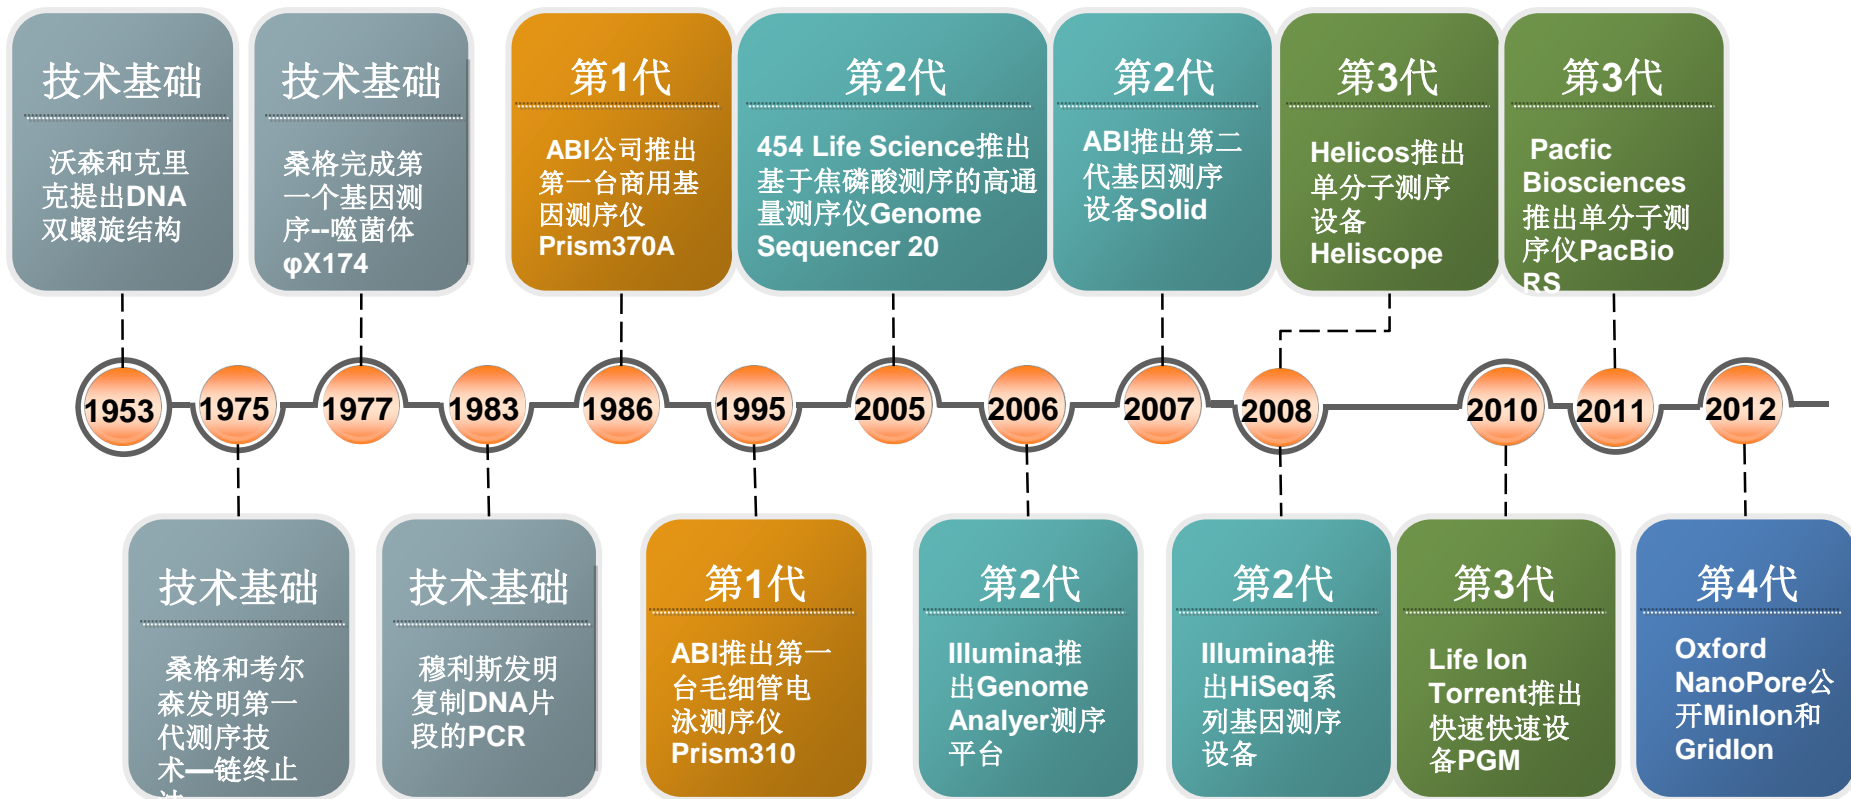 技术基础
沃森和克里
克提出DNA
双螺旋结构
技术基础
桑格完成第
一个基因测
序--噬菌体
φX174
第1代
ABI公司推出
第一台商用基
因测序仪
Prism370A
第2代
454 Life Science推出
基于焦磷酸测序的高通
量测序仪Genome
Sequencer 20
第2代
ABI推出第二
代基因测序
设备Solid
第3代
Helicos推出
单分子测序
设备
Heliscope
第3代
Pacfic
Biosciences
推出单分子测
序仪PacBio
RS
1953
1975
1977
1983
1986
1995
2005
2006
2007
2008
2010
2011
2012
技术基础
桑格和考尔
森发明第一
代测序技
术—链终止
技术基础
穆利斯发明
复制DNA片
段的PCR
第1代
ABI推出第一
台毛细管电
泳测序仪
Prism310
第2代
Illumina推
出Genome
Analyer测序
平台
第2代
Illumina推
出HiSeq系
列基因测序
设备
第3代
Life Ion
Torrent推出
快速快速设
备PGM
第4代
Oxford
NanoPore公
开MinIon和
GridIon